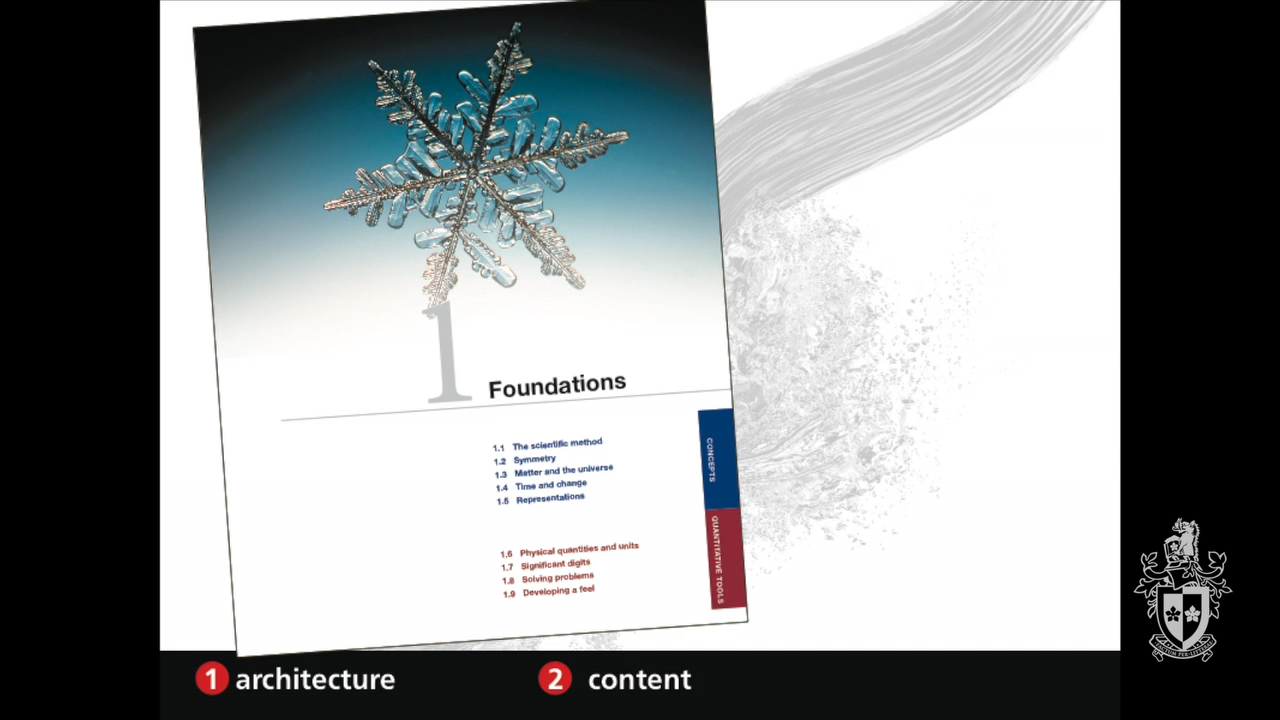 1
Foundations
1.1 The scientific method
1.2 Symmetry
1.3 Matter and the universe
1.4 Time and change
1.5 Representations
CONCEPTS
1.6 Physical quantities and units
1.7 Significant digits
1.8 Solving problems
1.9 Developing a feel
QUANTITATIVE TOOLS
1 architecture
2 content